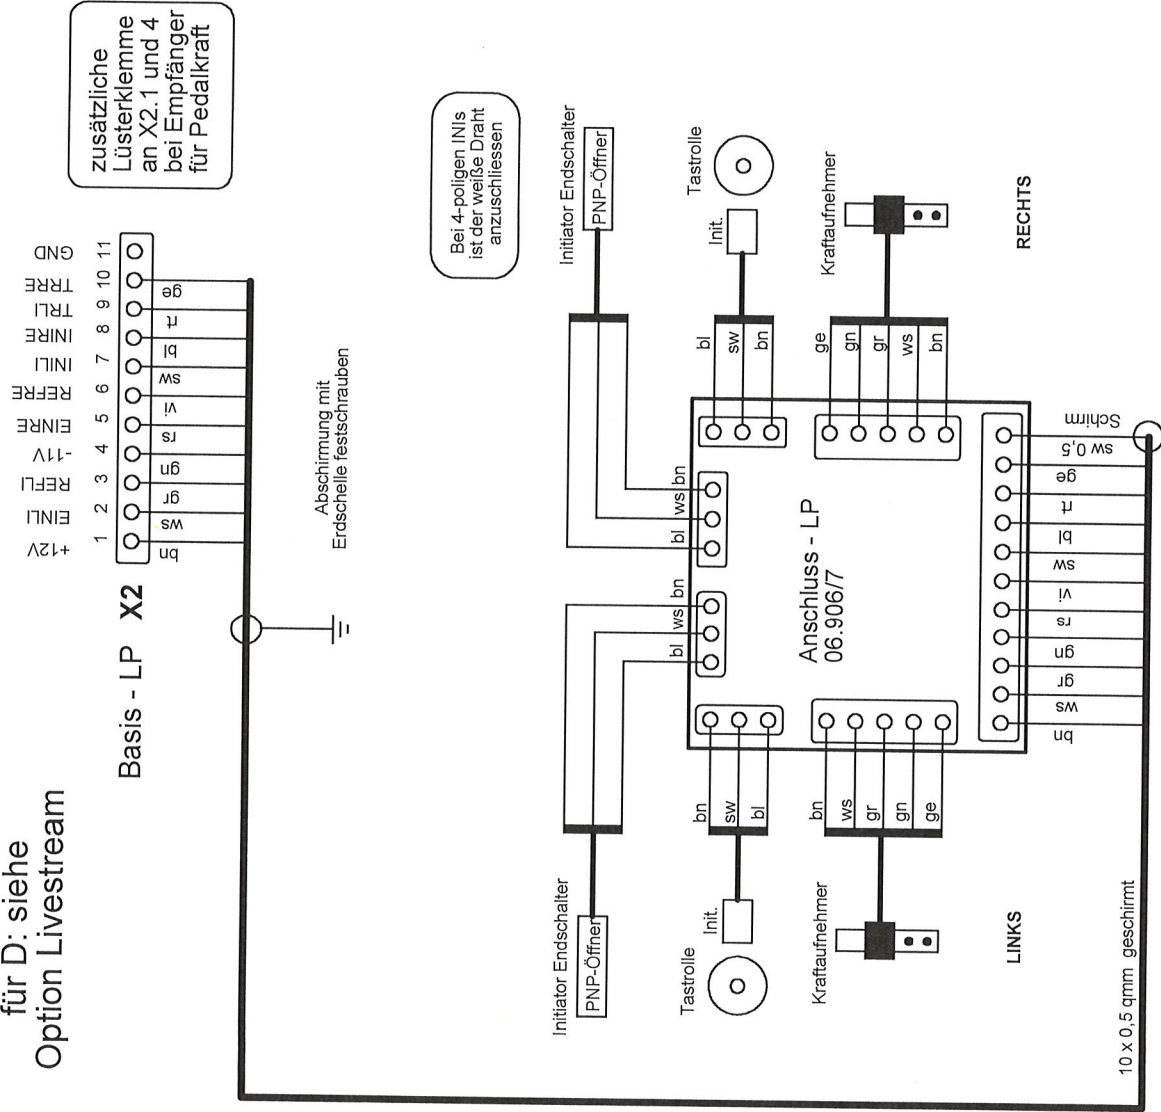 für D: siehe
Option Livestream
zusätzliche
Lüsterklemme
an X2.1 und 4
bei Empfänger
für Pedalkraft
+12V
EINLI
REFLI
-11V
EINRE
REFRE
INILI
INIRE
TRLI
TRRE
GND
1 2 3 4 5 6 7 8 9 10 11
Basis - LP X2
bn
ws
gr
gn
rs
vi
sw
bl
rt
ge
Abschirmung mit
Erdschelle festschrauben
Bei 4-poligen INIs
ist der weiße Draht
anzuschliessen
Initiator Endschalter
PNP-Öffner
Initiator Endschalter
PNP-Öffner
bl ws bn
bl ws bn
Tastrolle
Init.
bn
sw
bl
Tastrolle
Init.
bl
sw
bn
Anschluss - LP
06.906/7
Kraftaufnehmer
bn
ws
gr
gn
ge
Kraftaufnehmer
ge
gn
gr
ws
bn
LINKS
RECHTS
bn
ws
gr
gn
rs
vi
sw
bl
rt
ge
sw 0,5
Schirm
10 x 0,5 qmm geschirmt